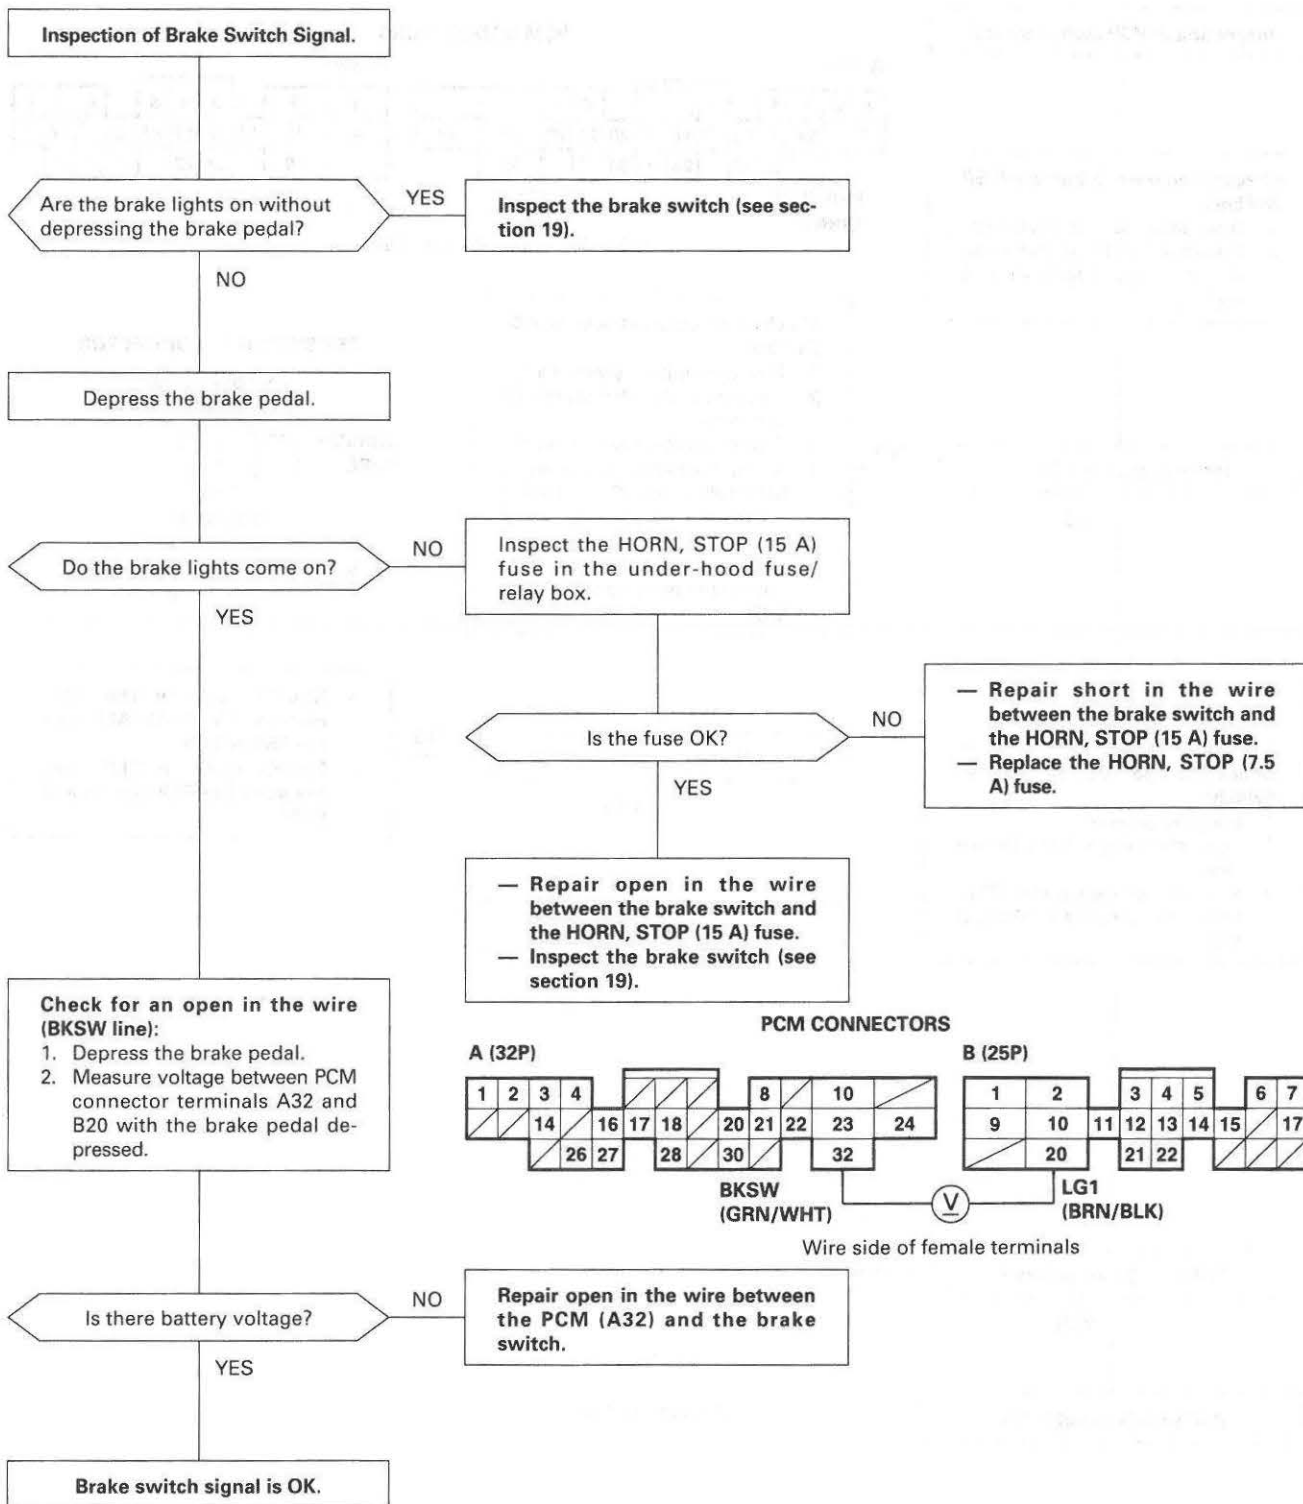 Inspection of Brake Switch Signal.
Are the brake lights on without
depressing the brake pedal?
YES
Inspect the brake switch (see sec-
tion 19).
NO
Depress the brake pedal.
Do the brake lights come on?
NO
Inspect the HORN, STOP (15 A)
fuse in the under-hood fuse/
relay box.
YES
Is the fuse OK?
NO
— Repair short in the wire
between the brake switch and
the HORN, STOP (15 A) fuse.
— Replace the HORN, STOP (7.5
A) fuse.
YES
— Repair open in the wire
between the brake switch and
the HORN, STOP (15 A) fuse.
— Inspect the brake switch (see
section 19).
Check for an open in the wire
(BKSW line):
1. Depress the brake pedal.
2. Measure voltage between PCM
connector terminals A32 and
B20 with the brake pedal de-
pressed.
PCM CONNECTORS
A (32P)
1 2 3 4 8 10
14 16 17 18 20 21 22 23 24
26 27 28 30 32
BKSW
(GRN/WHT)
B (25P)
1 2 3 4 5 6 7
9 10 11 12 13 14 15 17
20 21 22
LG1
(BRN/BLK)
V
Wire side of female terminals
Is there battery voltage?
NO
Repair open in the wire between
the PCM (A32) and the brake
switch.
YES
Brake switch signal is OK.